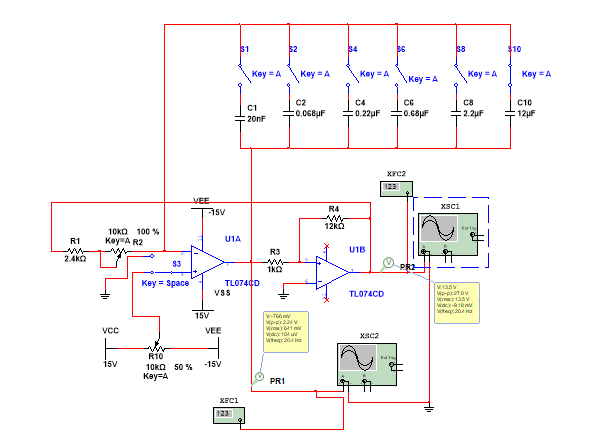 S1 S2 S4 S6 S8 S10
Key = A Key = A Key = A Key = A Key = A Key = A
C1 C2 C4 C6 C8 C10
20nF 0.068µF 0.22µF 0.68µF 2.2µF 12µF
XFC2
123
XSC1
Ext Trig
A B
VEE
-15V
R4
12kΩ
10kΩ 100 %
Key=A
R1 R2
2.4kΩ
U1A
U1B
S3
Key = Space
R3
1kΩ
TL074CD
TL074CD
VSS
15V
PR2
V: 13.5 V
V(p-p): 27.0 V
V(rms): 13.5 V
V(dc): -9.18 mV
V(freq): 20.4 Hz
VCC VEE
15V -15V
R10
10kΩ 50 %
Key=A
V: -766 mV
V(p-p): 2.24 V
V(rms): 641 mV
V(dc): 104 uV
V(freq): 20.4 Hz
PR1
XSC2
Ext Trig
A B
XFC1
123